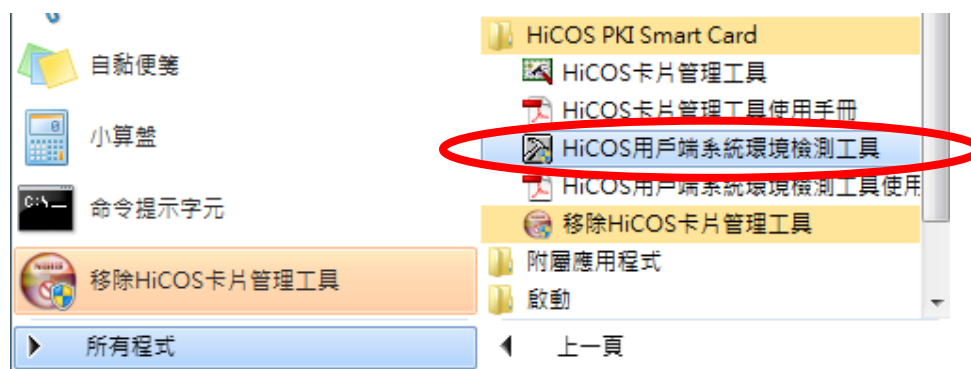 自黏便箋
小算盤
C:\
命令提示字元
移除HiCOS卡片管理工具
所有程式
HiCOS PKI Smart Card
HiCOS卡片管理工具
HiCOS卡片管理工具使用手冊
HiCOS用戶端系統環境檢測工具
HiCOS用戶端系統環境檢測工具使用
移除HiCOS卡片管理工具
附屬應用程式
啟動
上一頁